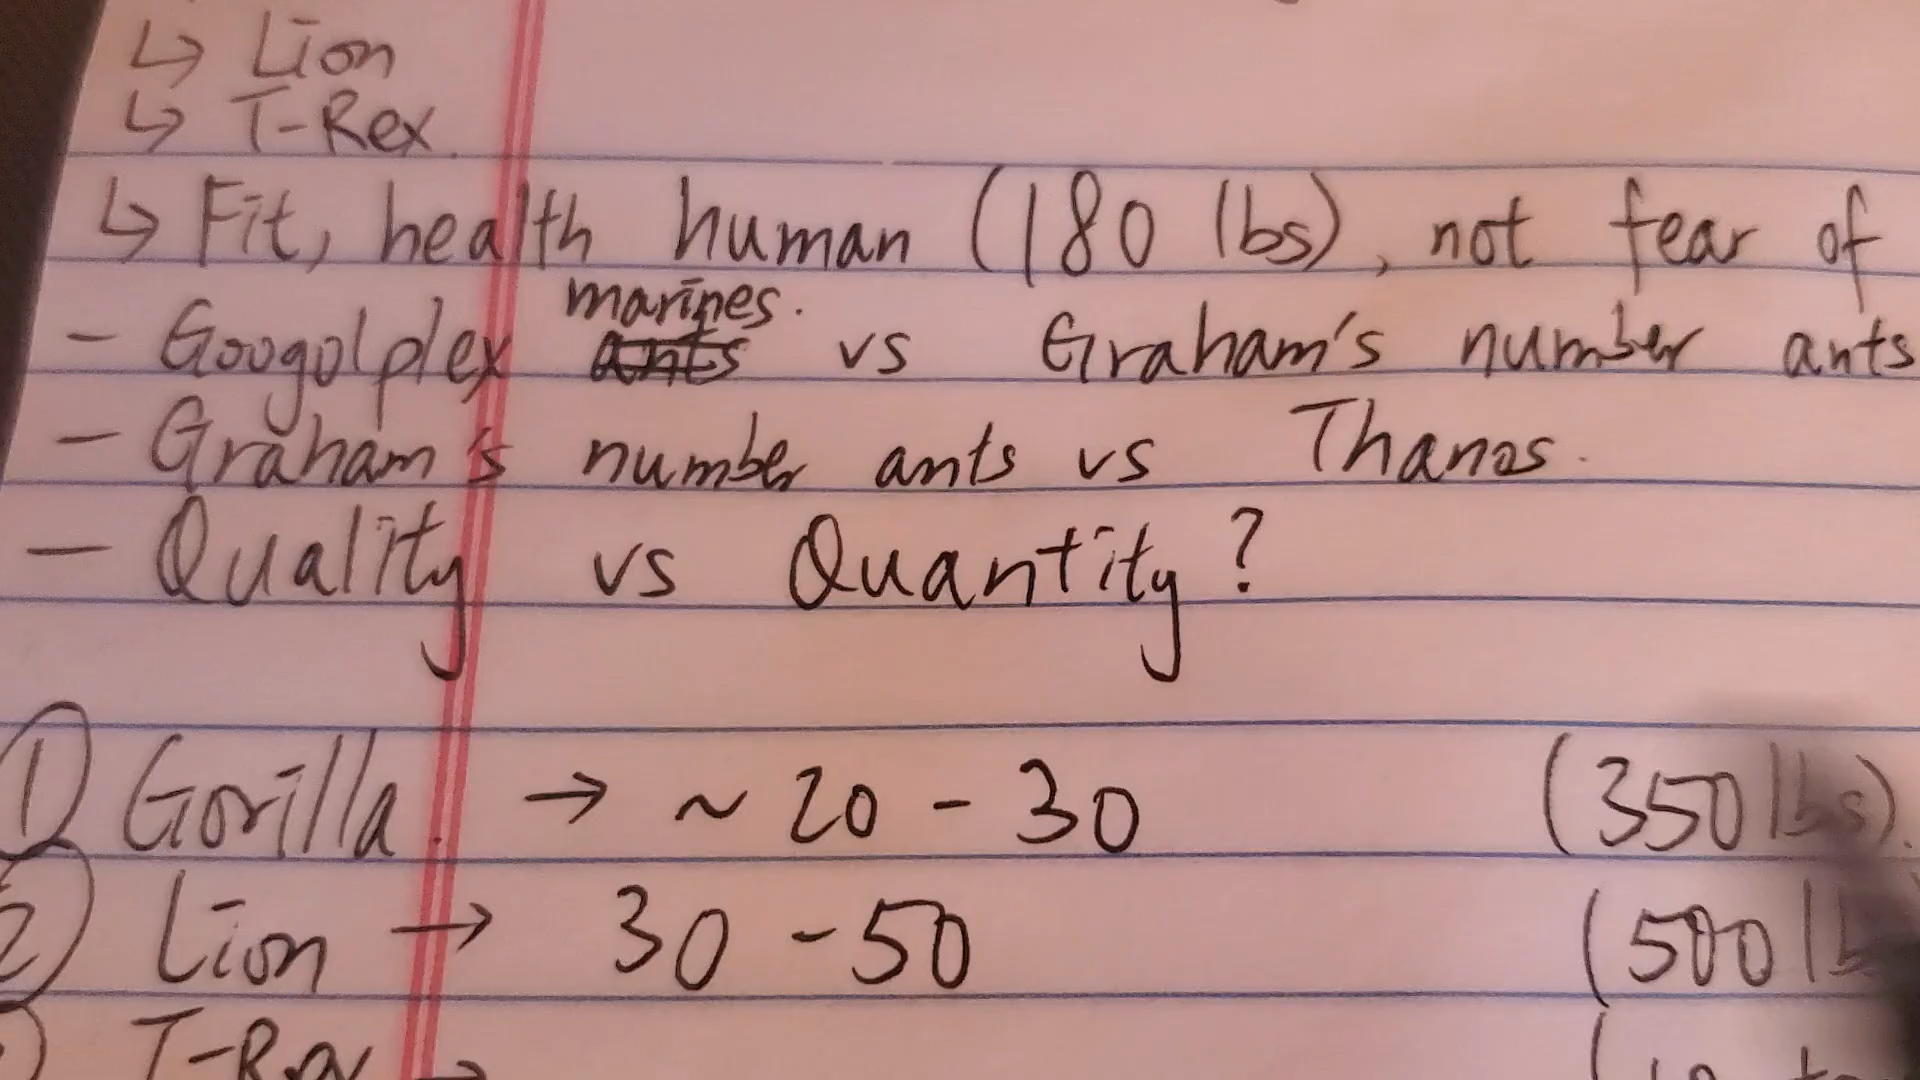 ↳ Lion
↳ T-Rex.
↳ Fit, health human (180 lbs), not fear of
marines.
- Googolplex ants vs Graham's number ants
- Graham's number ants vs Thanos.
- Quality vs Quantity?
1) Gorilla. → ~ 20 - 30 (350 lbs).
2) Lion → 30 - 50 (500 lb
T-Rex →